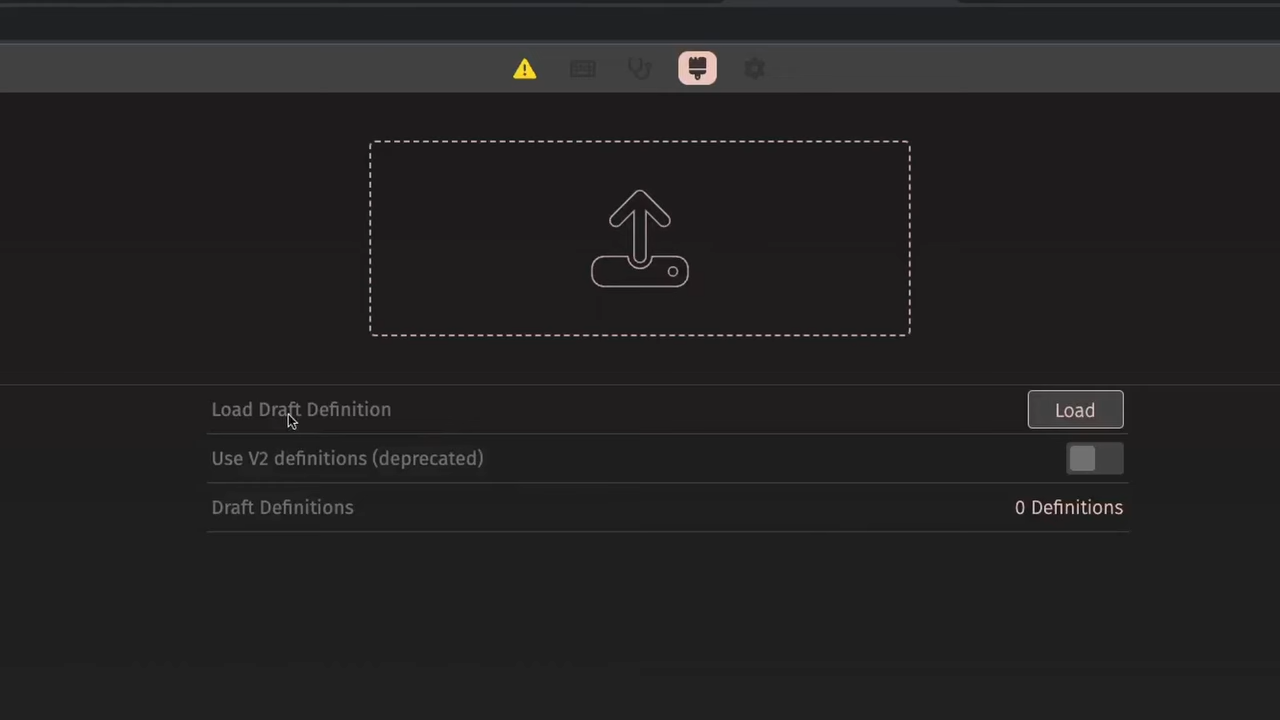 Load Draft Definition
Load
Use V2 definitions (deprecated)
Draft Definitions
0 Definitions